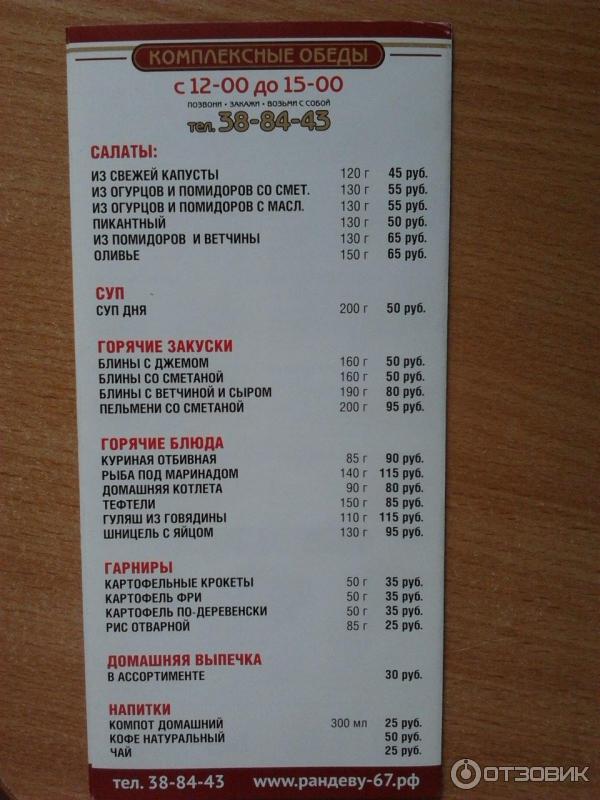 КОМПЛЕКСНЫЕ ОБЕДЫ
с 12-00 до 15-00
ПОЗВОНИ • ЗАКАЖИ • ВОЗЬМИ С СОБОЙ
тел. 38-84-43
САЛАТЫ:
ИЗ СВЕЖЕЙ КАПУСТЫ 120 г 45 руб.
ИЗ ОГУРЦОВ И ПОМИДОРОВ СО СМЕТ. 130 г 55 руб.
ИЗ ОГУРЦОВ И ПОМИДОРОВ С МАСЛ. 130 г 55 руб.
ПИКАНТНЫЙ 130 г 50 руб.
ИЗ ПОМИДОРОВ И ВЕТЧИНЫ 130 г 65 руб.
ОЛИВЬЕ 150 г 65 руб.
СУП
СУП ДНЯ 200 г 50 руб.
ГОРЯЧИЕ ЗАКУСКИ
БЛИНЫ С ДЖЕМОМ 160 г 50 руб.
БЛИНЫ СО СМЕТАНОЙ 160 г 50 руб.
БЛИНЫ С ВЕТЧИНОЙ И СЫРОМ 190 г 80 руб.
ПЕЛЬМЕНИ СО СМЕТАНОЙ 200 г 95 руб.
ГОРЯЧИЕ БЛЮДА
КУРИНАЯ ОТБИВНАЯ 85 г 90 руб.
РЫБА ПОД МАРИНАДОМ 140 г 115 руб.
ДОМАШНЯЯ КОТЛЕТА 90 г 80 руб.
ТЕФТЕЛИ 150 г 85 руб.
ГУЛЯШ ИЗ ГОВЯДИНЫ 110 г 115 руб.
ШНИЦЕЛЬ С ЯЙЦОМ 130 г 95 руб.
ГАРНИРЫ
КАРТОФЕЛЬНЫЕ КРОКЕТЫ 50 г 35 руб.
КАРТОФЕЛЬ ФРИ 50 г 35 руб.
КАРТОФЕЛЬ ПО-ДЕРЕВЕНСКИ 50 г 35 руб.
РИС ОТВАРНОЙ 85 г 25 руб.
ДОМАШНЯЯ ВЫПЕЧКА
В АССОРТИМЕНТЕ 30 руб.
НАПИТКИ
КОМПОТ ДОМАШНИЙ 300 мл 25 руб.
КОФЕ НАТУРАЛЬНЫЙ 50 руб.
ЧАЙ 25 руб.
тел. 38-84-43 www.рандеву-67.рф
ОТЗОВИК